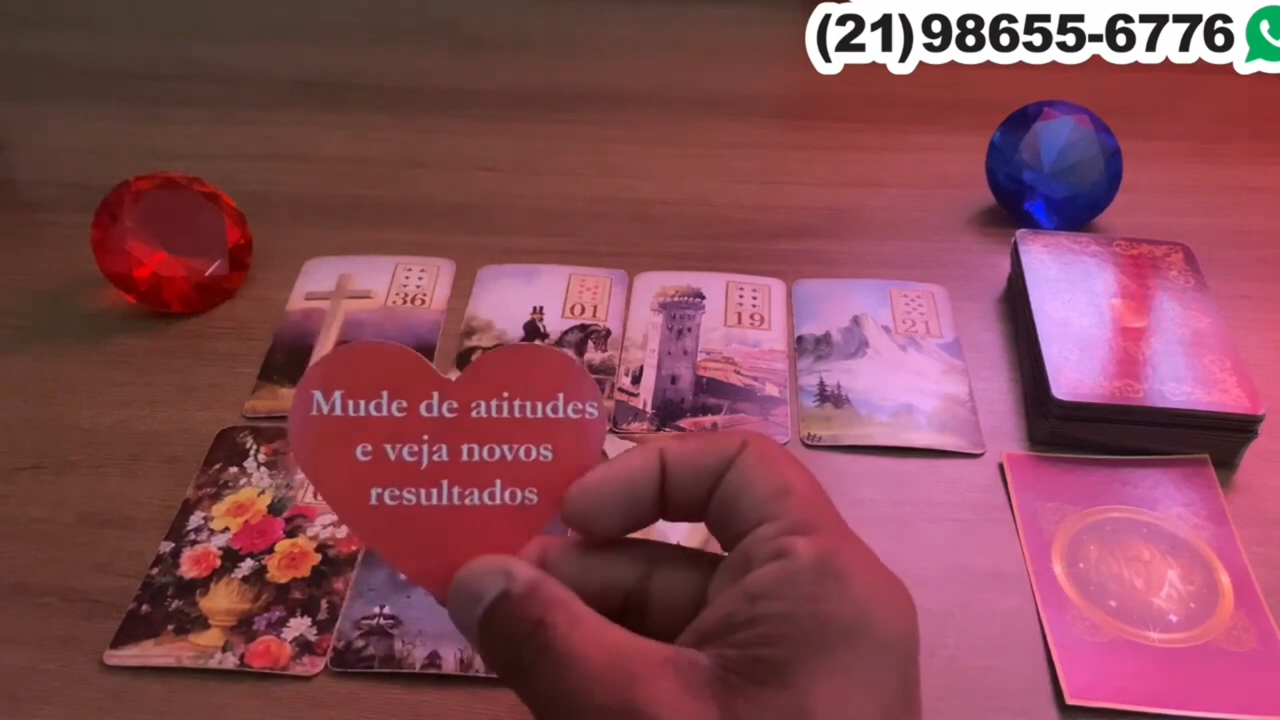 (21)98655-6776
36
01
19
21
Mude de atitudes
e veja novos
resultados